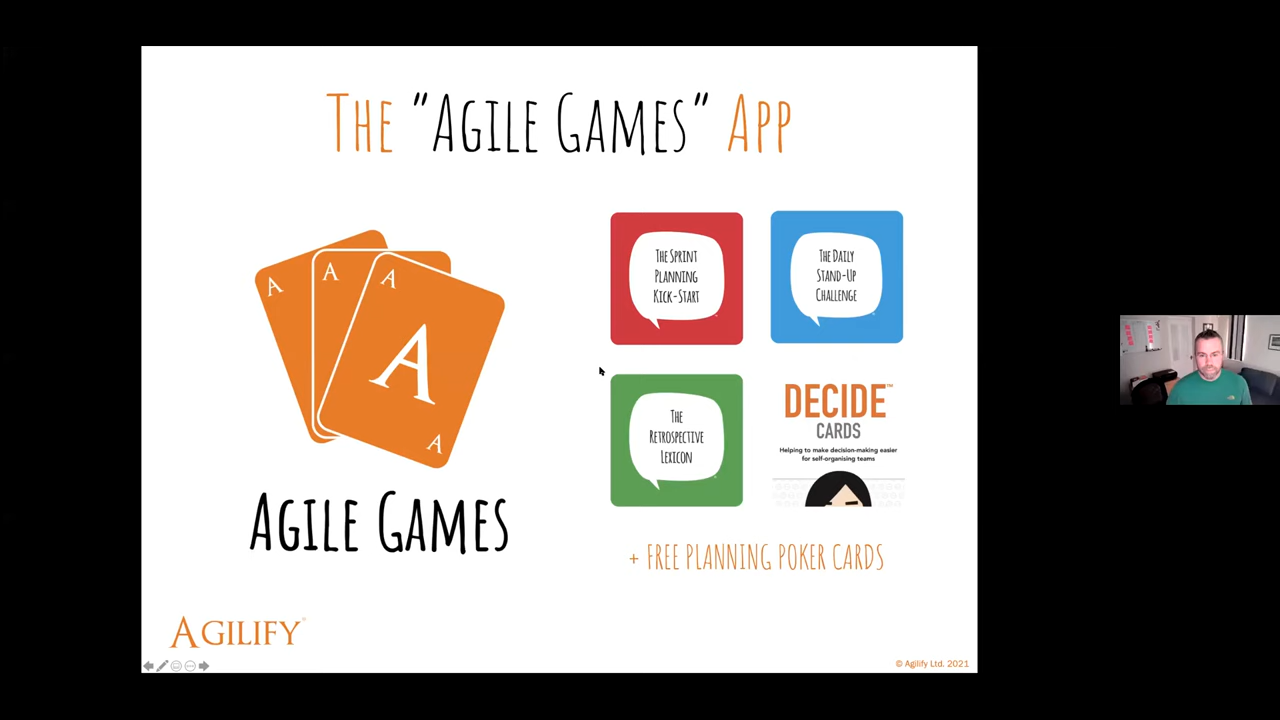 The "Agile Games" App
A
A
A
A
A
Agile Games
The Sprint
Planning
Kick-Start
The Daily
Stand-Up
Challenge
The
Retrospective
Lexicon
DECIDE™
CARDS
Helping to make decision-making easier
for self-organising teams
+ FREE PLANNING POKER CARDS
AGILIFY®
© Agilify Ltd. 2021